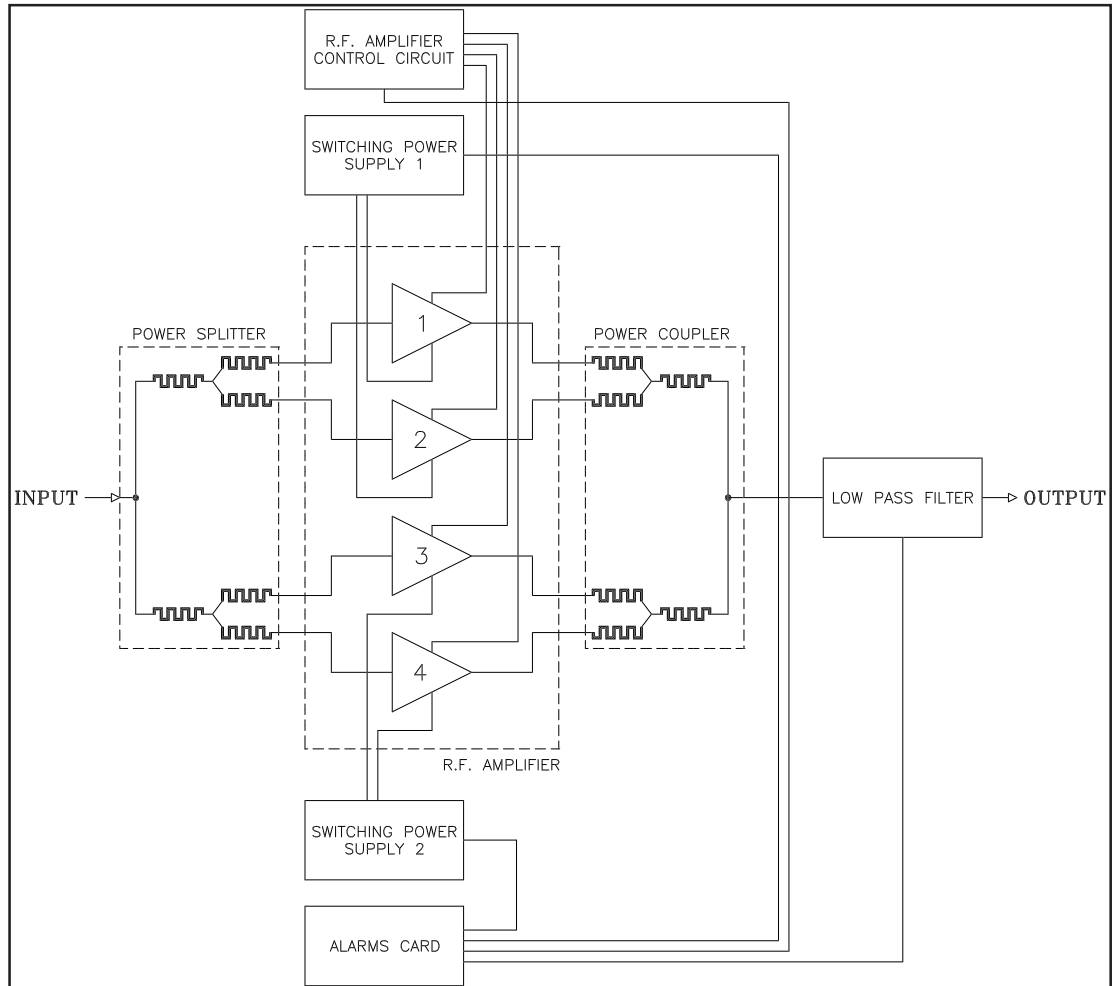 R.F. AMPLIFIER
CONTROL CIRCUIT
SWITCHING POWER
SUPPLY 1
1
POWER SPLITTER
POWER COUPLER
2
INPUT
LOW PASS FILTER
OUTPUT
3
4
R.F. AMPLIFIER
SWITCHING POWER
SUPPLY 2
ALARMS CARD